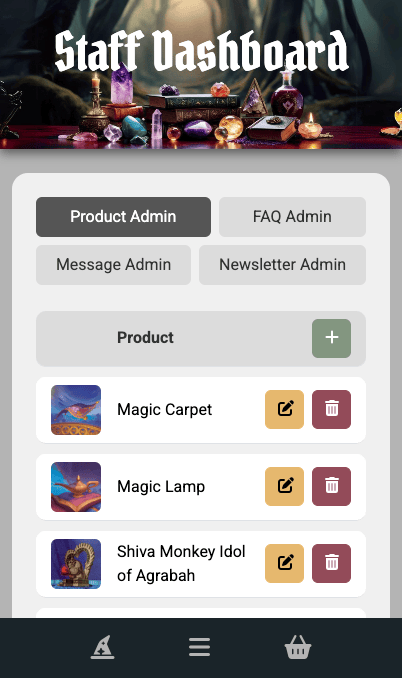 Staff Dashboard
Product Admin
FAQ Admin
Message Admin
Newsletter Admin
Product
Magic Carpet
Magic Lamp
Shiva Monkey Idol
of Agrabah